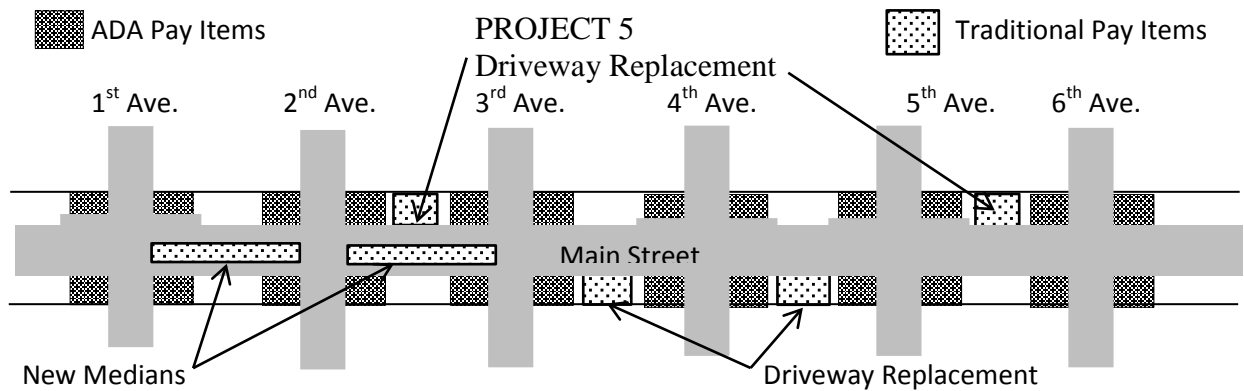 ADA Pay Items
PROJECT 5
Driveway Replacement
Traditional Pay Items
1st Ave.
2nd Ave.
3rd Ave.
4th Ave.
5th Ave.
6th Ave.
Main Street
New Medians
Driveway Replacement